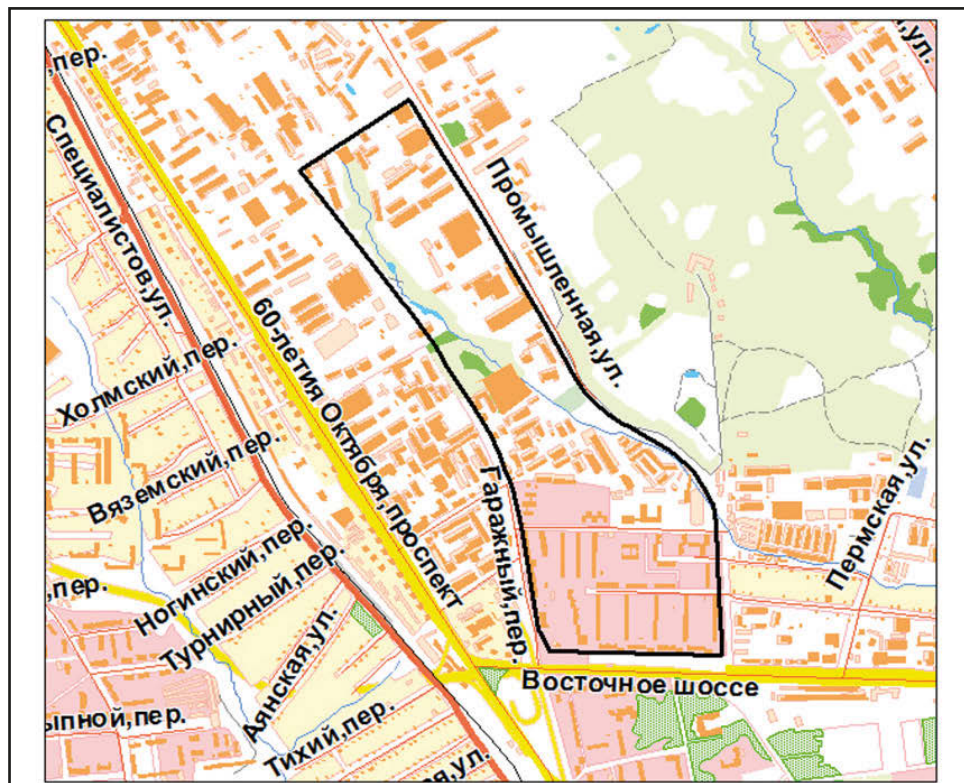 ,пер.
,ул.
Специалистов,ул.
Промышленная,ул.
60-летия Октября,проспект
Холмский,пер.
Вяземский,пер.
Гаражный,пер.
Пермская,ул.
Ногинский,пер.
,пер.
Турнирный,пер.
Аянская,ул.
Восточное шоссе
ыпной,пер.
Тихий,пер.
ая,ул.